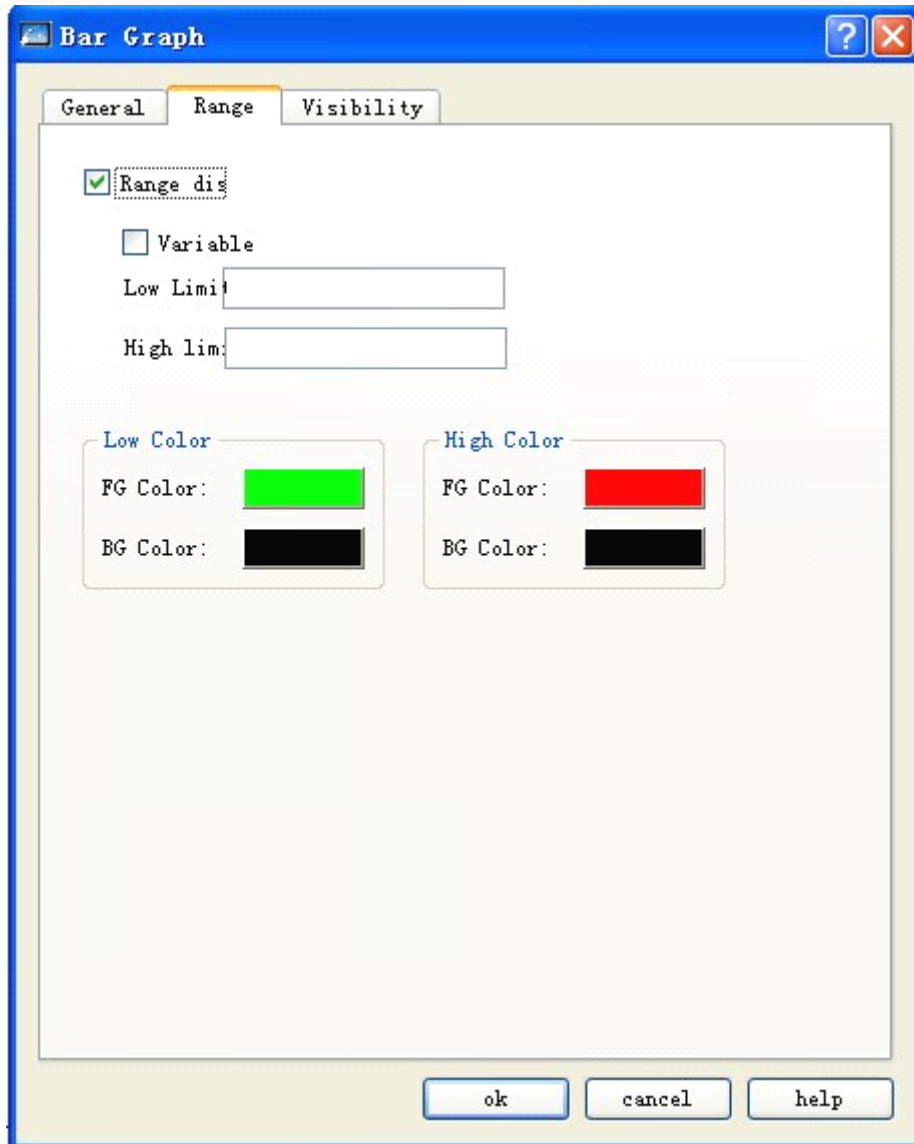 Bar Graph
General Range Visibility
Range dis
Variable
Low Limit
High lim:
Low Color High Color
FG Color: FG Color:
BG Color: BG Color:
ok cancel help